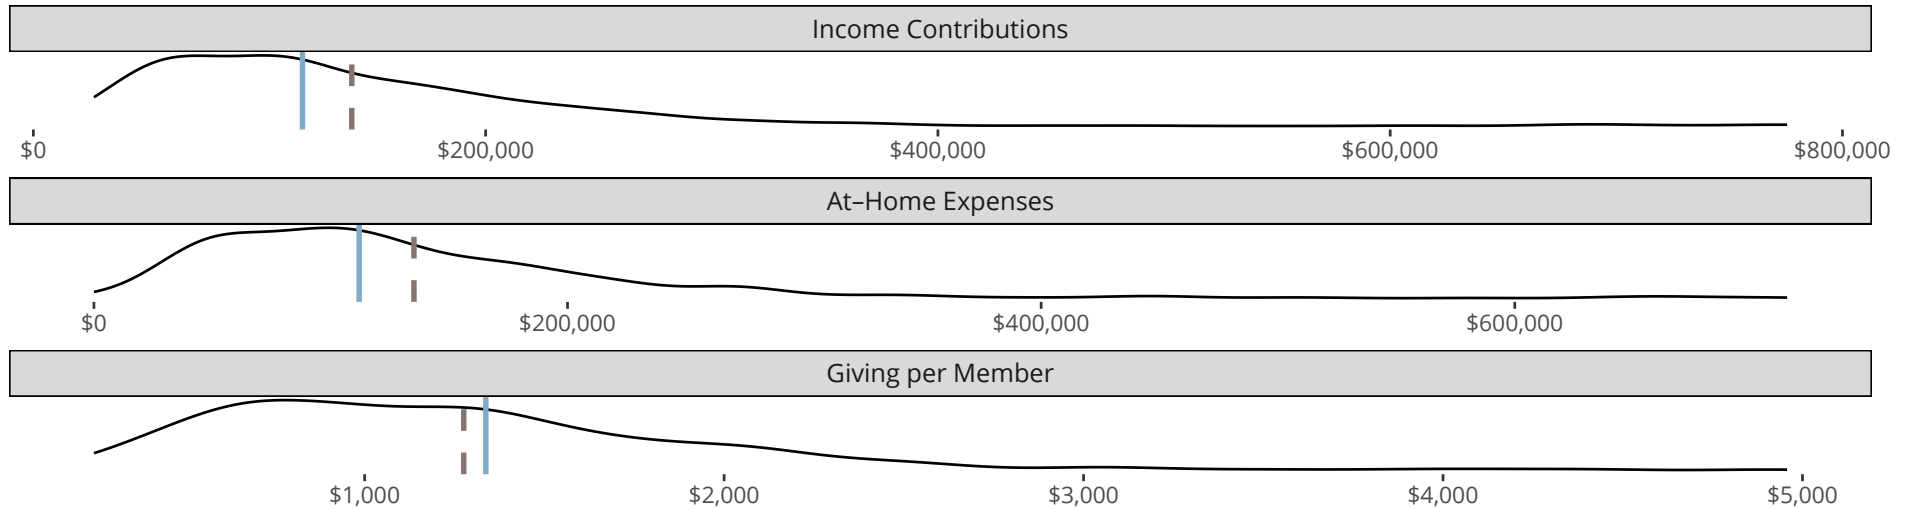 Income Contributions
$0 $200,000 $400,000 $600,000 $800,000
At–Home Expenses
$0 $200,000 $400,000 $600,000
Giving per Member
$1,000 $2,000 $3,000 $4,000 $5,000